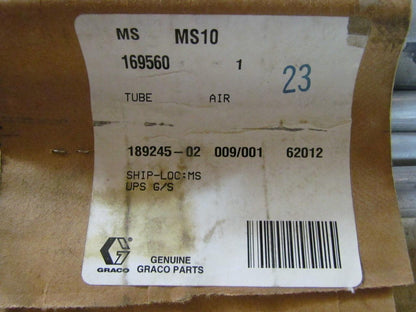 MS MS10
169560 1 23
TUBE AIR
189245-02 009/001 62012
SHIP-LOC:MS
UPS G/S
G
GRACO
GENUINE
GRACO PARTS